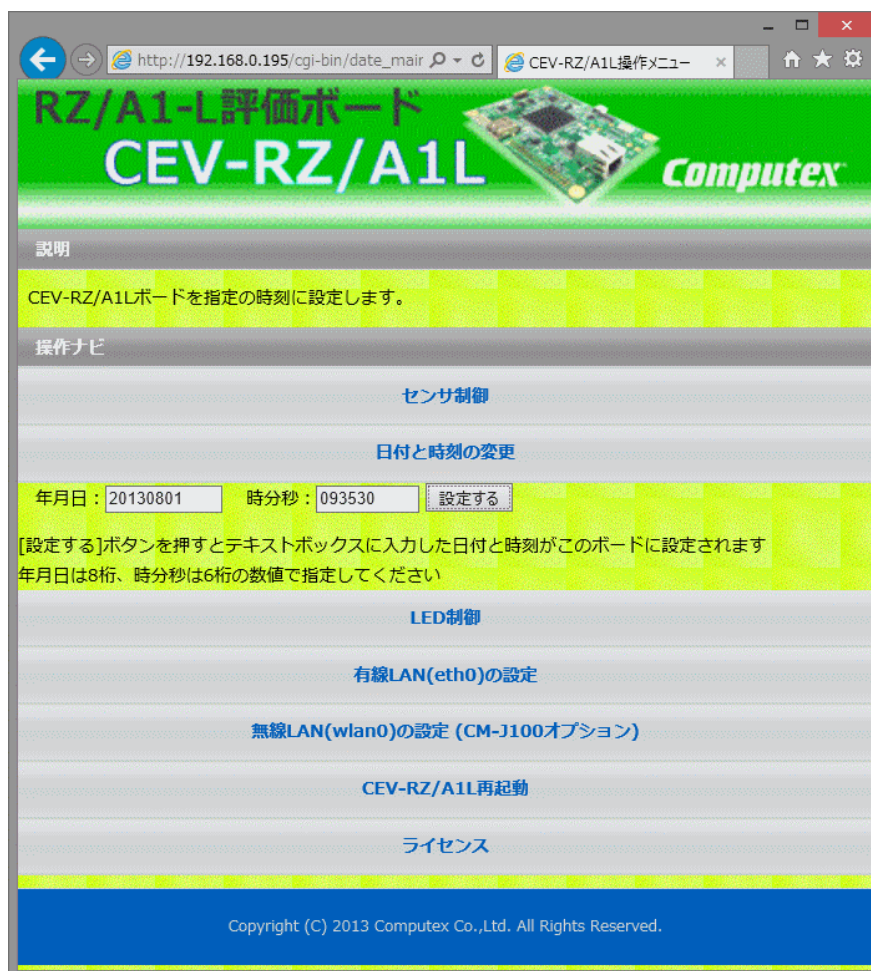 http://192.168.0.195/cgi-bin/date_mair
CEV-RZ/A1L操作メニュー
RZ/A1-L評価ボード
CEV-RZ/A1L
Computex
説明
CEV-RZ/A1Lボードを指定の時刻に設定します。
操作ナビ
センサ制御
日付と時刻の変更
年月日：20130801 時分秒：093530 設定する
[設定する]ボタンを押すとテキストボックスに入力した日付と時刻がこのボードに設定されます
年月日は8桁、時分秒は6桁の数値で指定してください
LED制御
有線LAN(eth0)の設定
無線LAN(wlan0)の設定 (CM-J100オプション)
CEV-RZ/A1L再起動
ライセンス
Copyright (C) 2013 Computex Co.,Ltd. All Rights Reserved.